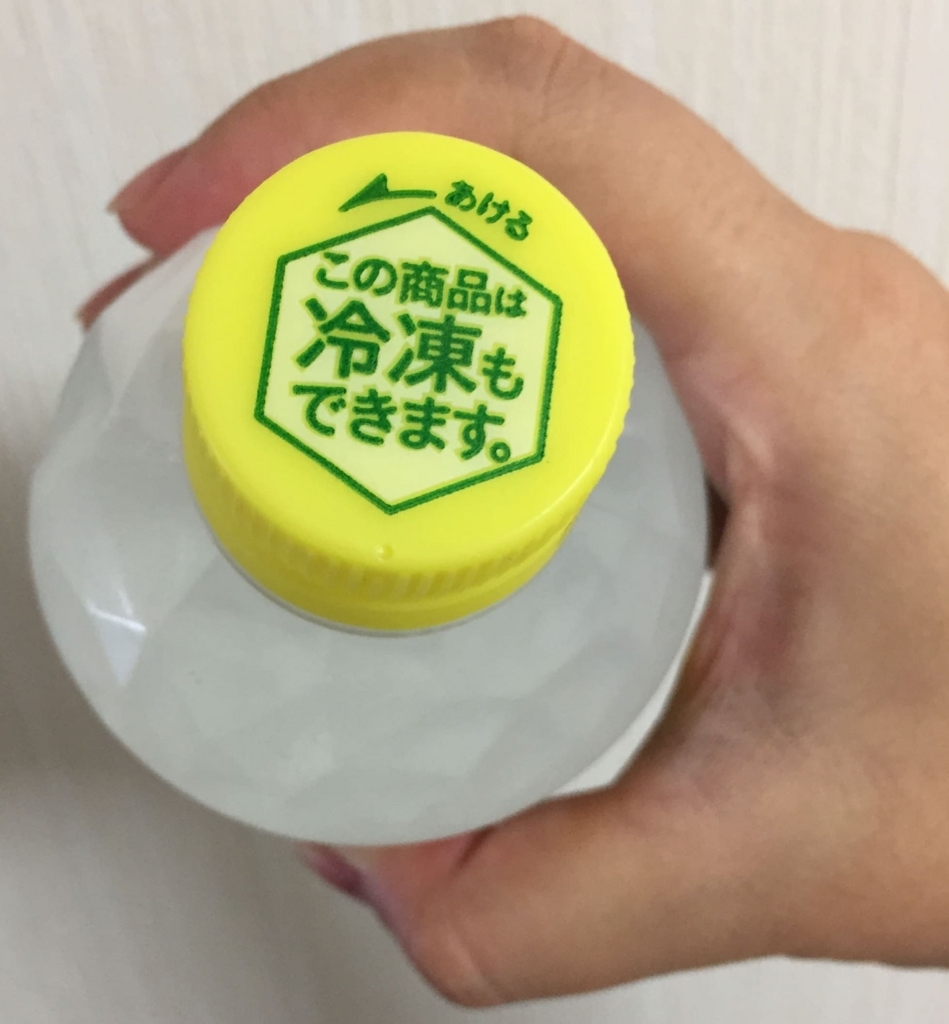 あける
この商品は
冷凍も
できます。